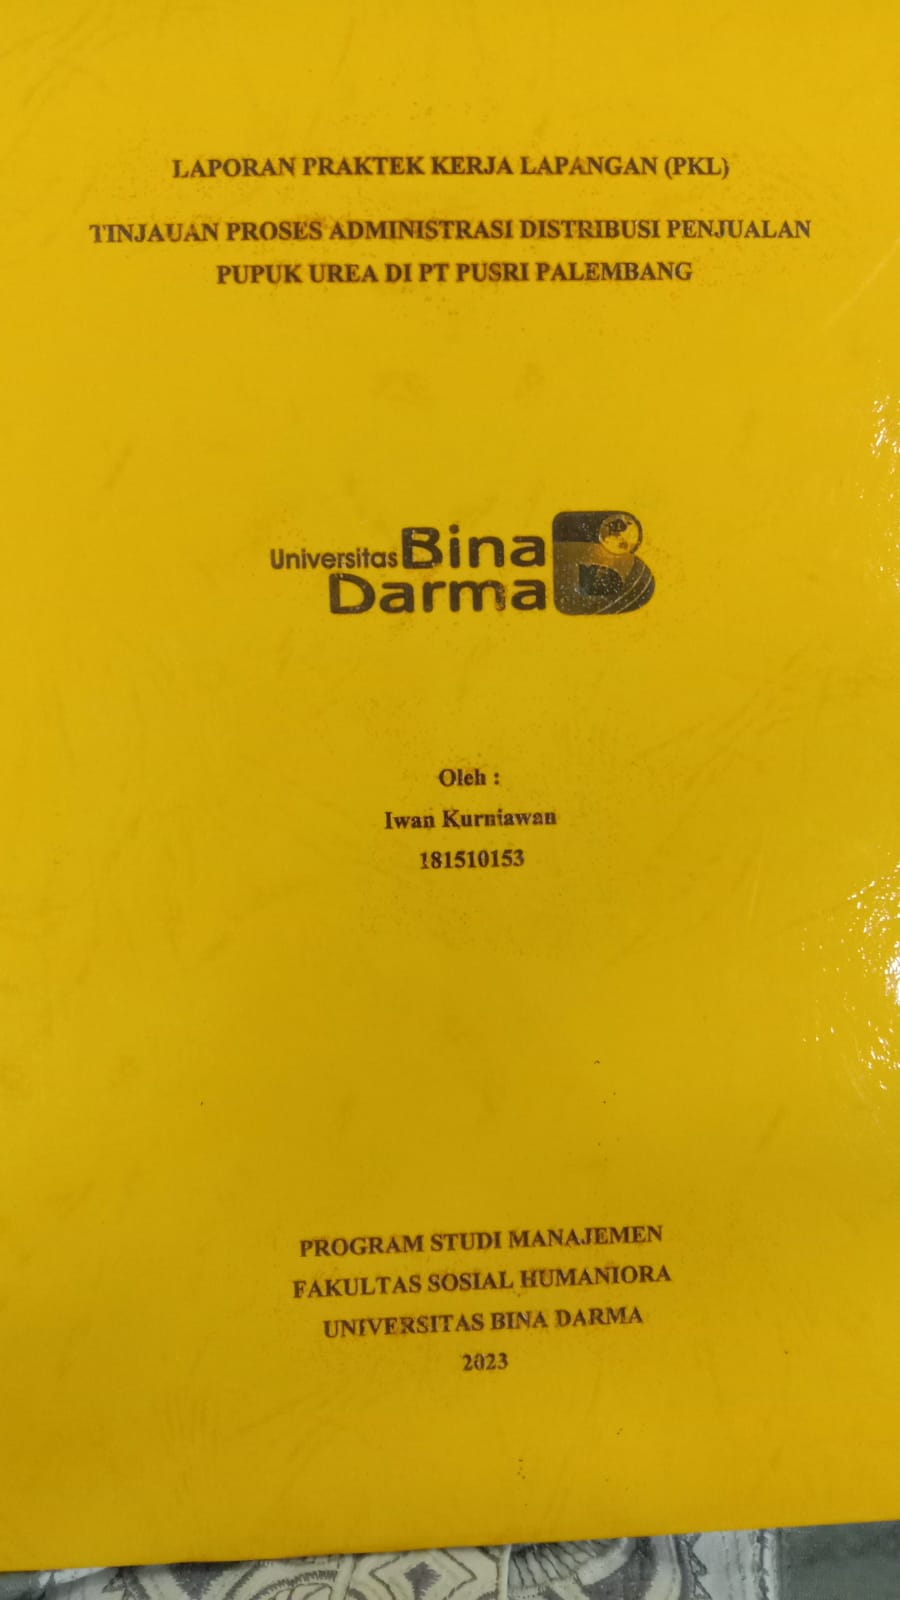 LAPORAN PRAKTEK KERJA LAPANGAN (PKL)
TINJAUAN PROSES ADMINISTRASI DISTRIBUSI PENJUALAN
PUPUK UREA DI PT PUSRI PALEMBANG
Universitas Bina
Darma
Oleh :
Iwan Kurniawan
181510153
PROGRAM STUDI MANAJEMEN
FAKULTAS SOSIAL HUMANIORA
UNIVERSITAS BINA DARMA
2023